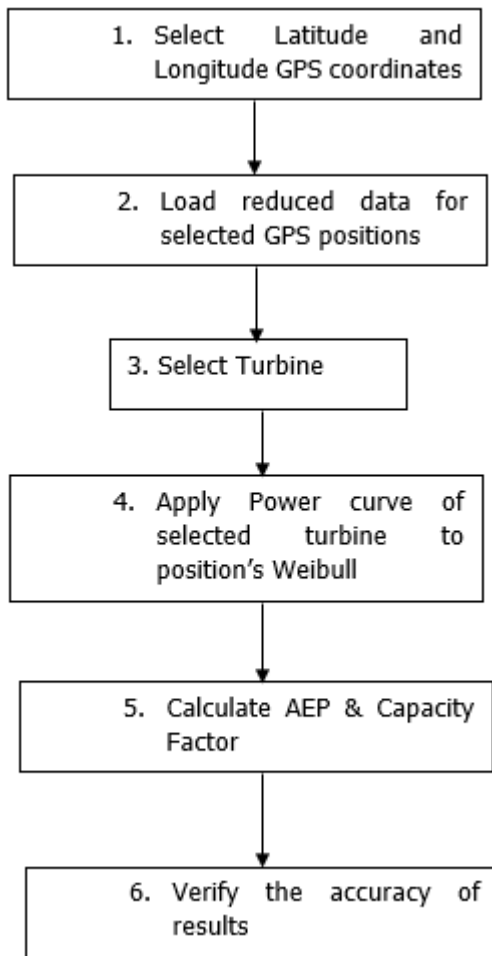 1. Select Latitude and
Longitude GPS coordinates
2. Load reduced data for
selected GPS positions
3. Select Turbine
4. Apply Power curve of
selected turbine to
position’s Weibull
5. Calculate AEP & Capacity
Factor
6. Verify the accuracy of
results